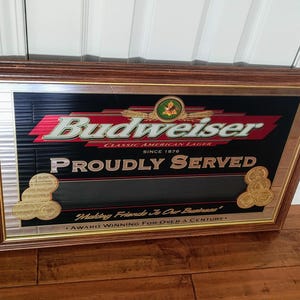 Budweiser
CLASSIC AMERICAN LAGER
SINCE 1876
PROUDLY SERVED
"Making Friends Is Our Business"
• AWARD WINNING FOR OVER A CENTURY •